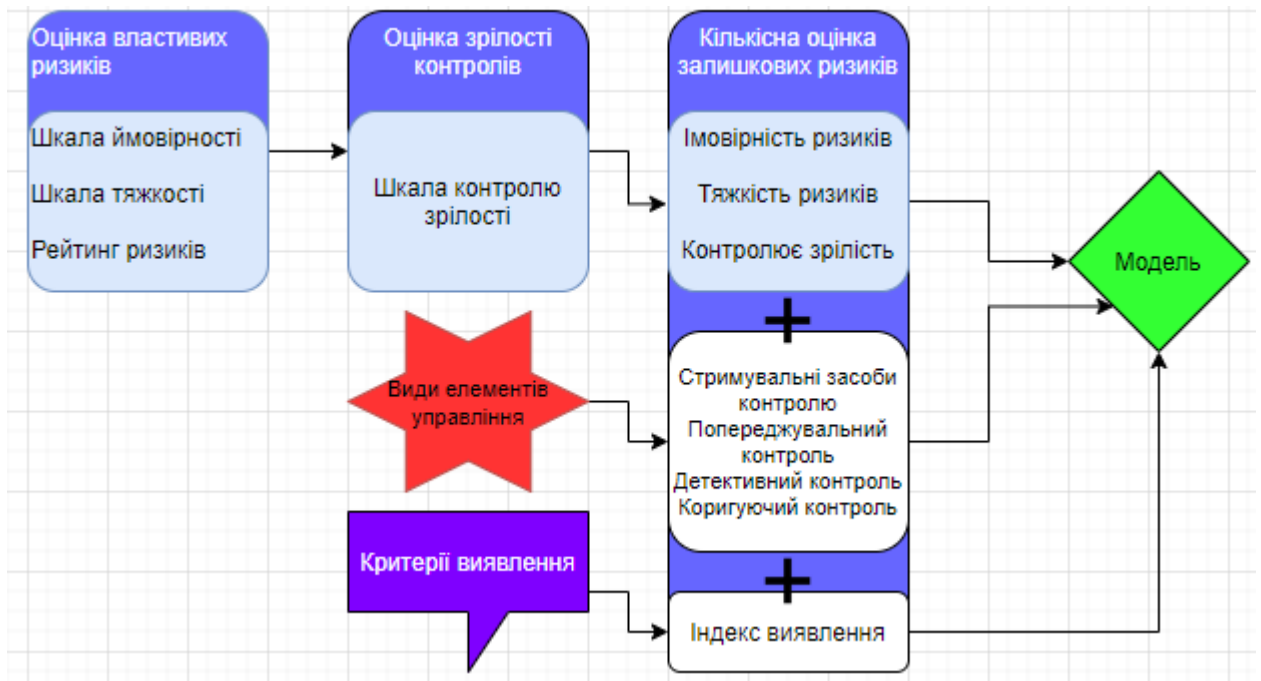 Оцінка властивих
ризиків
Шкала ймовірності
Шкала тяжкості
Рейтинг ризиків
Оцінка зрілості
контролів
Шкала контролю
зрілості
Кількісна оцінка
залишкових ризиків
Імовірність ризиків
Тяжкість ризиків
Контролює зрілість
Модель
Види елементів
управління
Стримувальні засоби
контролю
Попереджувальний
контроль
Детективний контроль
Коригуючий контроль
Критерії виявлення
Індекс виявлення